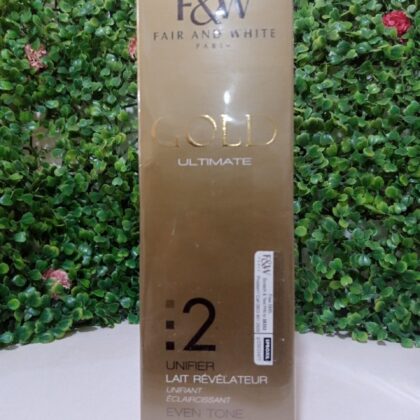 F&W
FAIR AND WHITE
PARIS
GOLD
ULTIMATE
F&W
2
UNIFIER
LAIT RÉVÉLATEUR
UNIFIANT
ÉCLAIRCISSANT
EVEN TONE